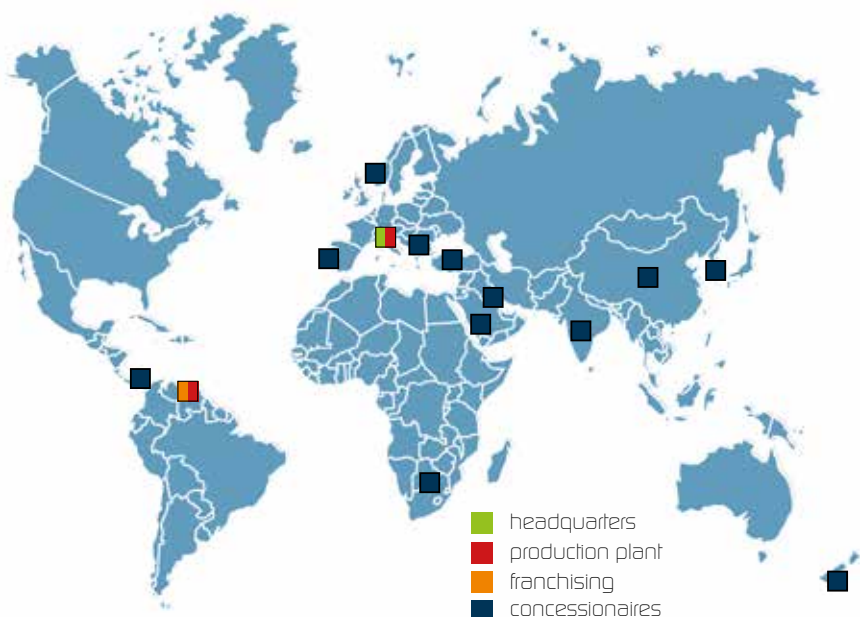 headquarters
production plant
franchising
concessionaires